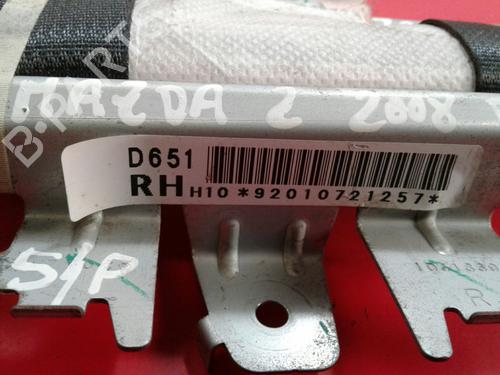 B-PARTS
MAZDA 2 2008
D651
RH H10 *92010721257*
S/P
R